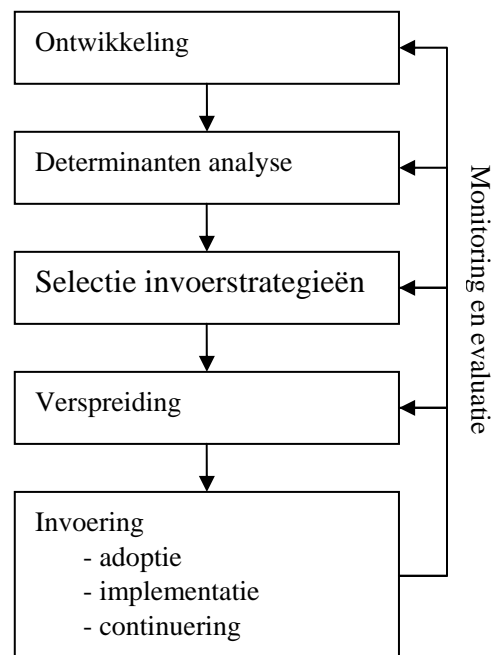 Ontwikkeling
Determinanten analyse
Selectie invoerstrategieën
Verspreiding
Invoering
- adoptie
- implementatie
- continuering
Monitoring en evaluatie